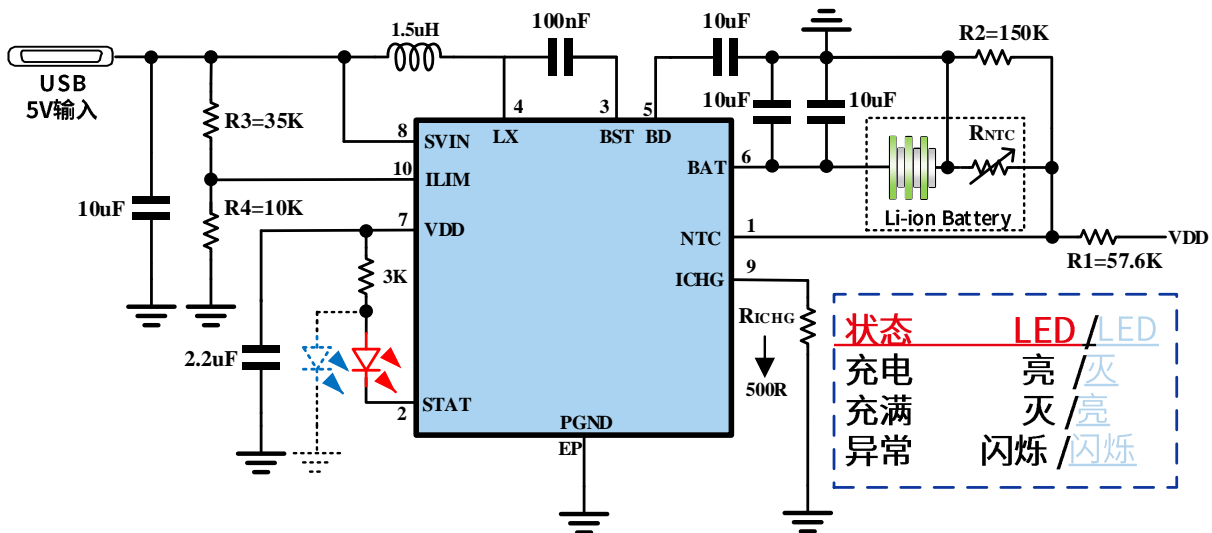 USB
5V输入
1.5uH
100nF
10uF
R2=150K
10uF
10uF
R3=35K
4
3
5
LX
BST
BD
8
SVIN
10
ILIM
BAT
6
RNTC
Li-ion Battery
10uF
R4=10K
7
VDD
NTC
1
VDD
R1=57.6K
3K
ICHG
9
RICHG
500R
2.2uF
2
STAT
PGND
EP
状态 LED /LED
充电 亮 /灭
充满 灭 /亮
异常 闪烁 /闪烁